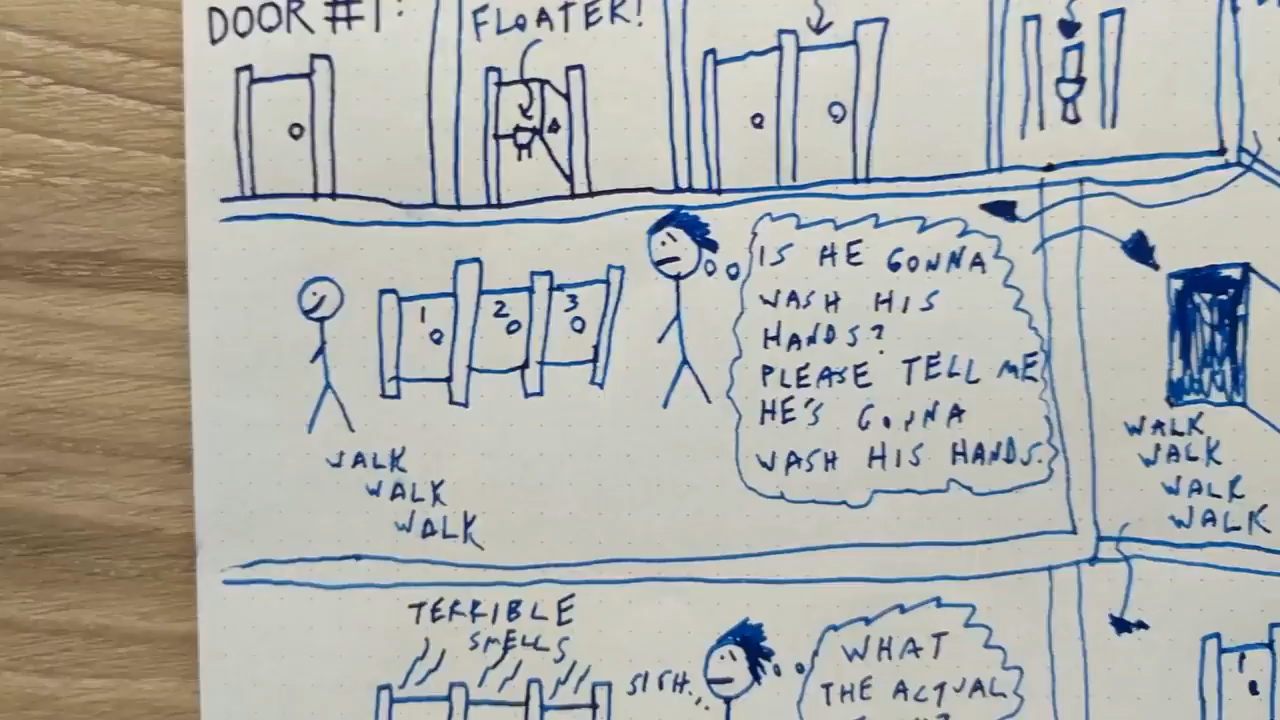 DOOR #1:
FLOATER!
1
2
3
IS HE GONNA
WASH HIS
HANDS?
PLEASE TELL ME
HE'S GONNA
WASH HIS HANDS.
WALK
WALK
WALK
WALK
WALK
WALK
WALK
TERRIBLE
SMELLS
SIGH..
WHAT
THE ACTUAL
1